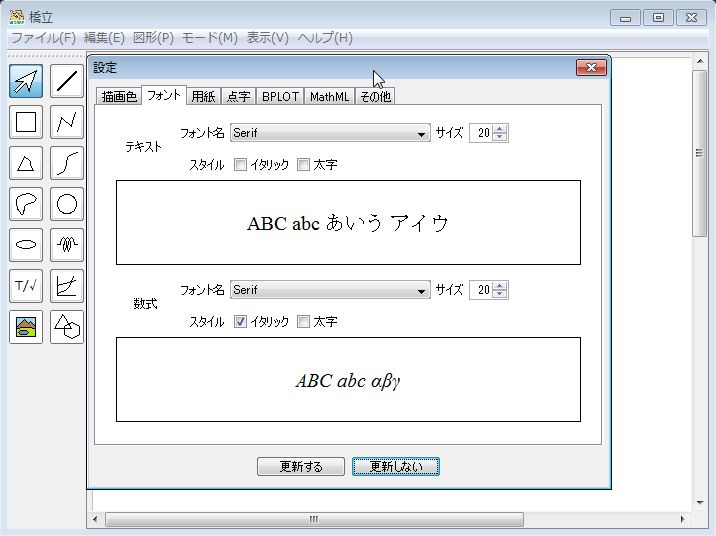 橋立
ファイル(F) 編集(E) 図形(P) モード(M) 表示(V) ヘルプ(H)
設定
描画色 フォント 用紙 点字 BPLOT MathML その他
テキスト フォント名 Serif サイズ 20
スタイル イタリック 太字
ABC abc あいう アイウ
数式 フォント名 Serif サイズ 20
スタイル イタリック 太字
ABC abc αβγ
T/√
更新する 更新しない